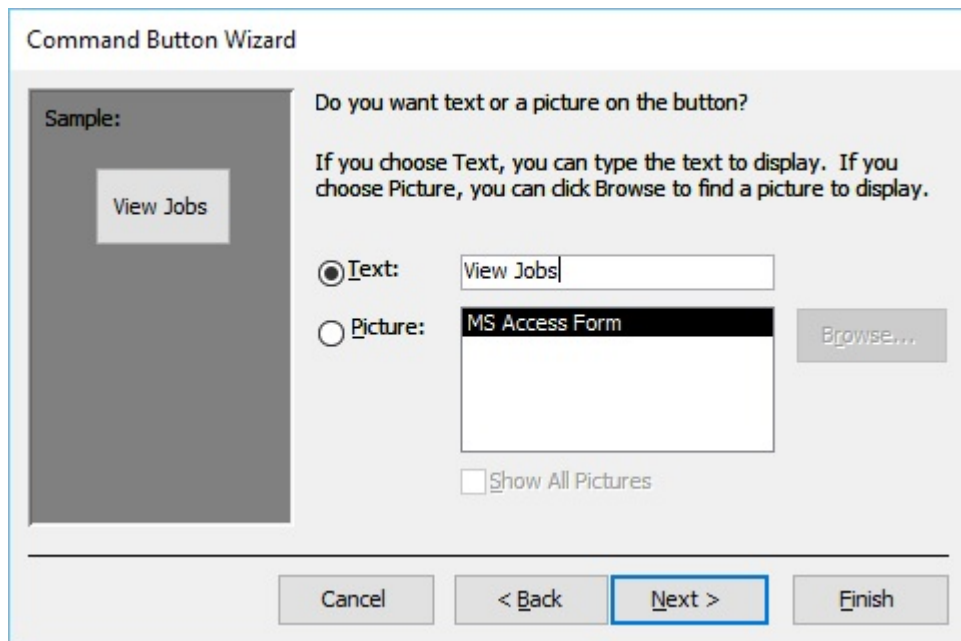 Command Button Wizard
Sample:
View Jobs
Do you want text or a picture on the button?
If you choose Text, you can type the text to display. If you
choose Picture, you can click Browse to find a picture to display.
Text:
View Jobs
Picture:
MS Access Form
Browse...
Show All Pictures
Cancel
< Back
Next >
Finish